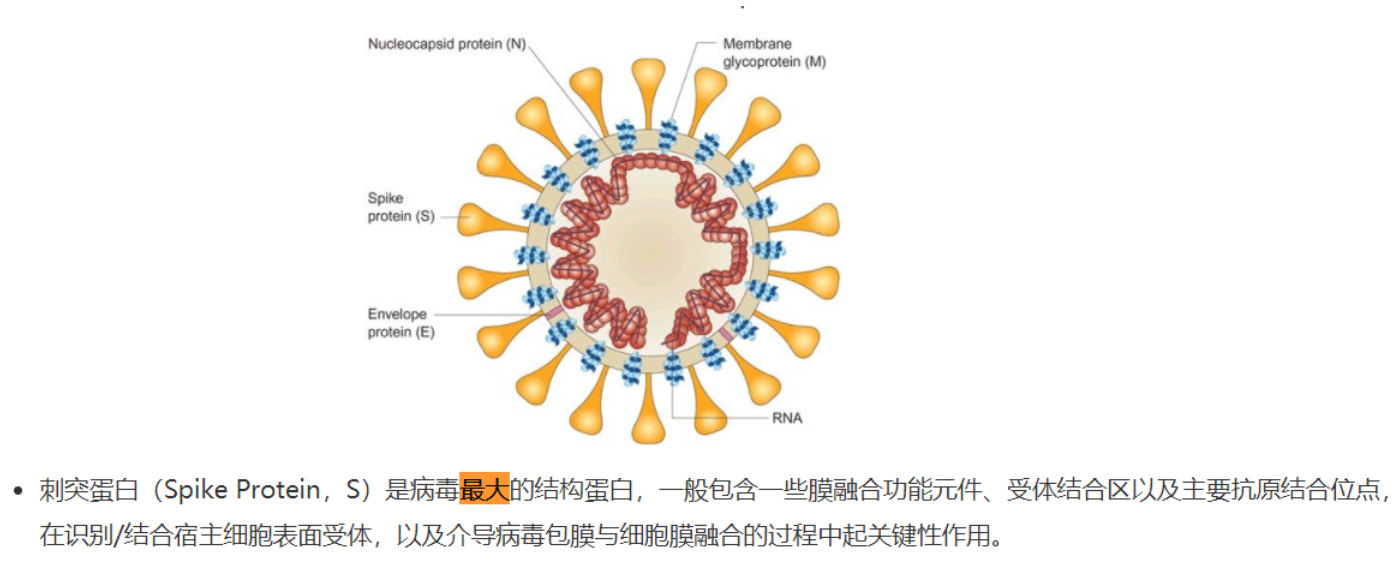 Nucleocapsid protein (N)
Membrane
glycoprotein (M)
Spike
protein (S)
Envelope
protein (E)
RNA
• 刺突蛋白（Spike Protein，S）是病毒最大的结构蛋白，一般包含一些膜融合功能元件、受体结合区以及主要抗原结合位点，
在识别/结合宿主细胞表面受体，以及介导病毒包膜与细胞膜融合的过程中起关键性作用。